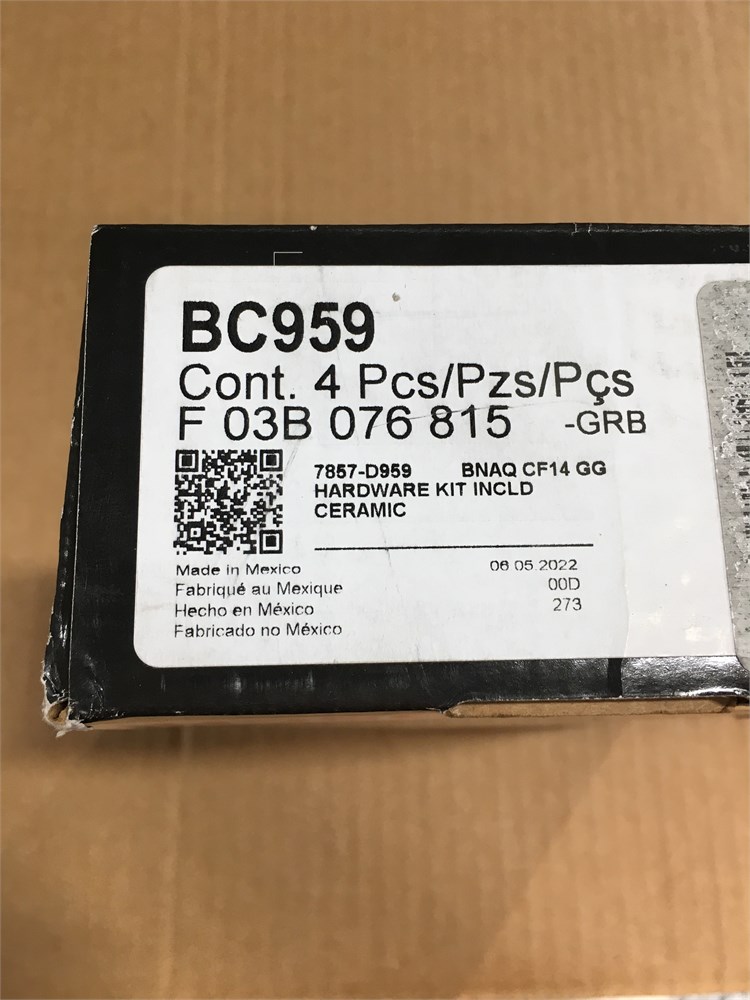 BC959
Cont. 4 Pcs/Pzs/Pçs
F 03B 076 815 -GRB
7857-D959 BNAQ CF14 GG
HARDWARE KIT INCLD
CERAMIC
Made in Mexico 06 05.2022
Fabriqué au Mexique 00D
Hecho en México 273
Fabricado no México